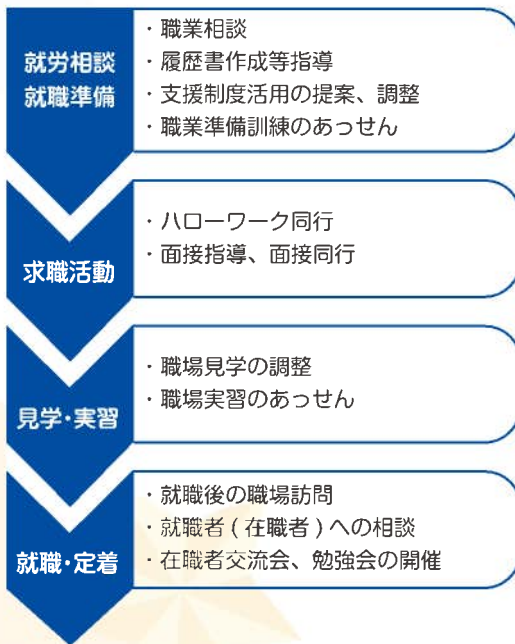 就労相談
就職準備
・職業相談
・履歴書作成等指導
・支援制度活用の提案、調整
・職業準備訓練のあっせん
求職活動
・ハローワーク同行
・面接指導、面接同行
見学・実習
・職場見学の調整
・職場実習のあっせん
就職・定着
・就職後の職場訪問
・就職者(在職者)への相談
・在職者交流会、勉強会の開催